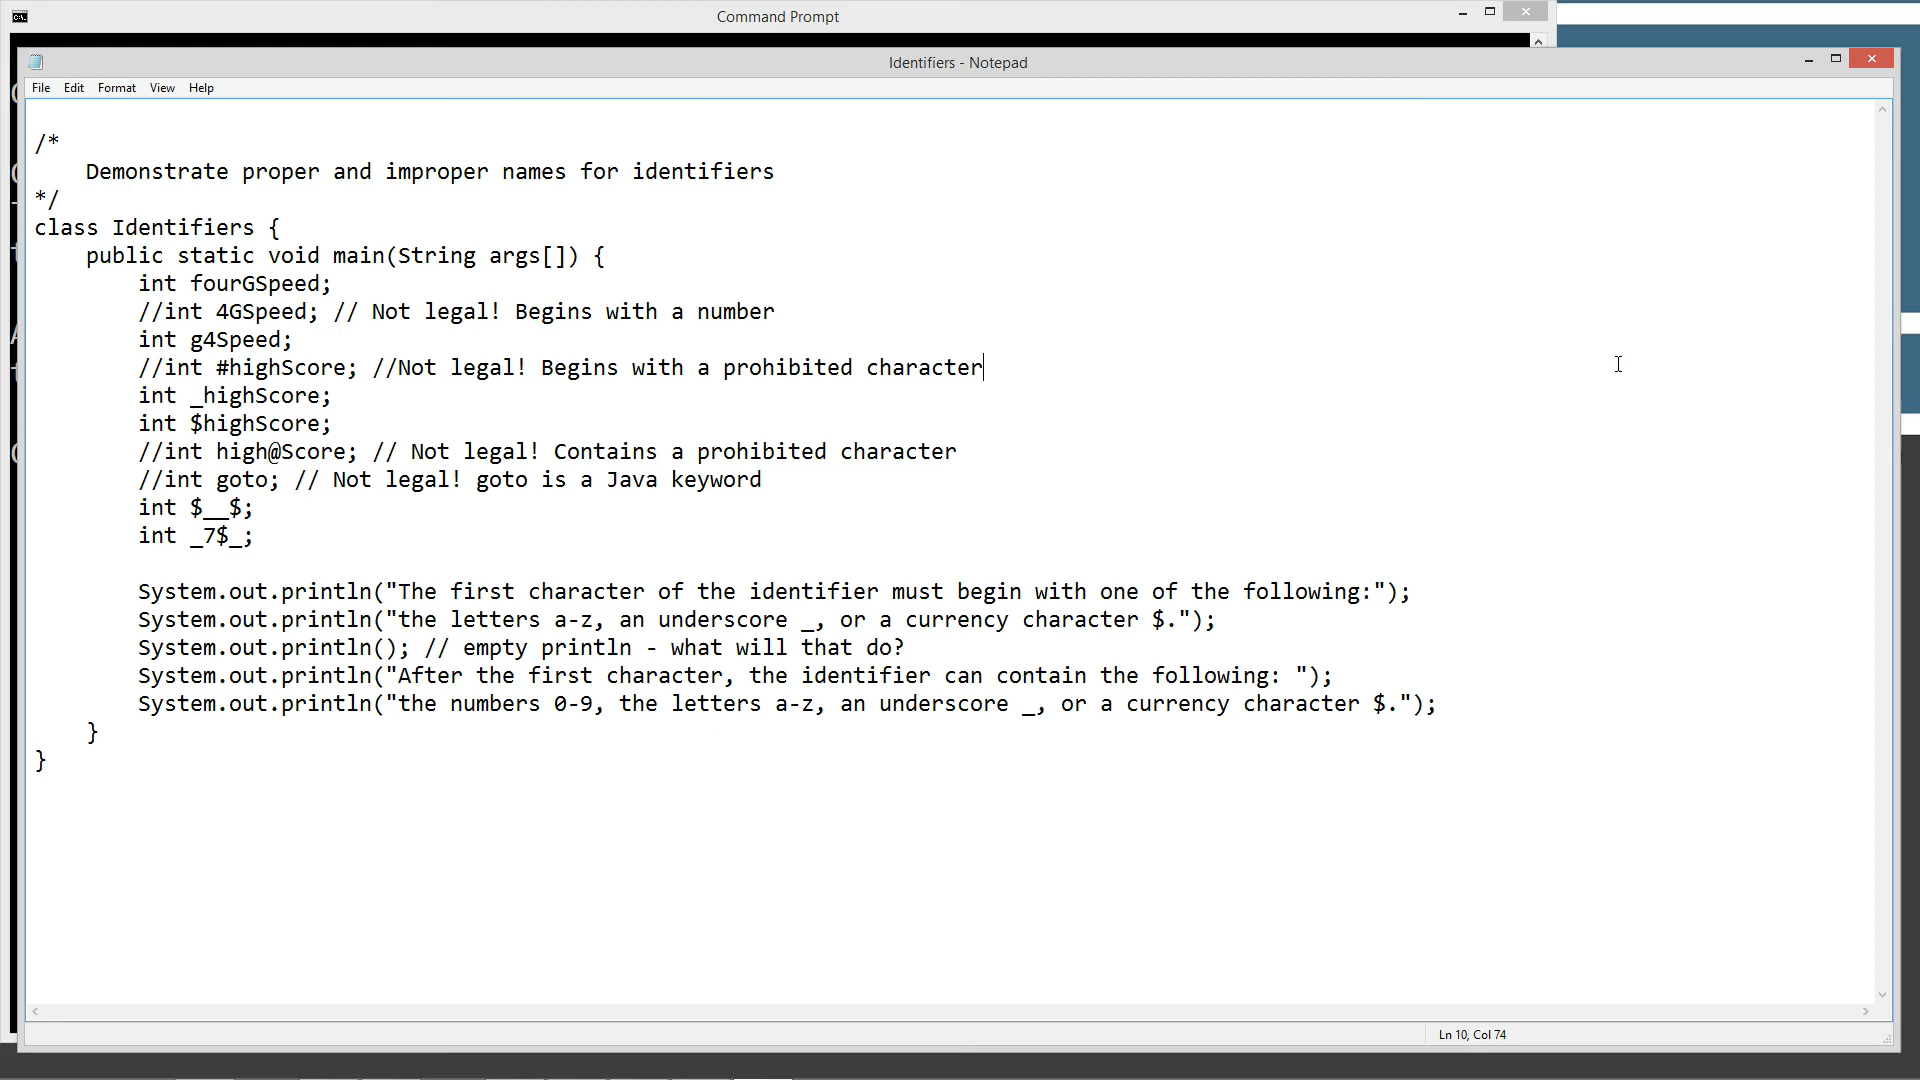 Command Prompt
Identifiers - Notepad
File Edit Format View Help
/*
    Demonstrate proper and improper names for identifiers
*/
class Identifiers {
    public static void main(String args[]) {
        int fourGSpeed;
        //int 4GSpeed; // Not legal! Begins with a number
        int g4Speed;
        //int #highScore; //Not legal! Begins with a prohibited character
        int _highScore;
        int $highScore;
        //int high@Score; // Not legal! Contains a prohibited character
        //int goto; // Not legal! goto is a Java keyword
        int $__$;
        int _7$_;
        System.out.println("The first character of the identifier must begin with one of the following:");
        System.out.println("the letters a-z, an underscore _, or a currency character $.");
        System.out.println(); // empty println - what will that do?
        System.out.println("After the first character, the identifier can contain the following: ");
        System.out.println("the numbers 0-9, the letters a-z, an underscore _, or a currency character $.");
    }
}
Ln 10, Col 74